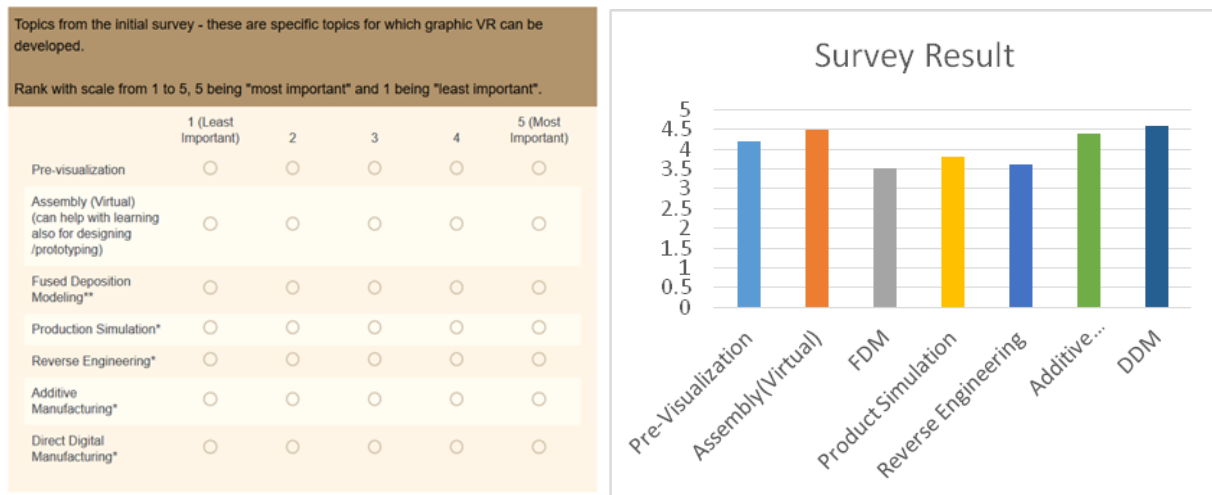 Topics from the initial survey - these are specific topics for which graphic VR can be
developed.
Rank with scale from 1 to 5, 5 being "most important" and 1 being "least important".
1 (Least
Important)
2
3
4
5 (Most
Important)
Pre-visualization
Assembly (Virtual)
(can help with learning
also for designing
/prototyping)
Fused Deposition
Modeling**
Production Simulation*
Reverse Engineering*
Additive
Manufacturing*
Direct Digital
Manufacturing*
Survey Result
5
4.5
4
3.5
3
2.5
2
1.5
1
0.5
0
Pre-Visualization
Assembly(Virtual)
FDM
Product Simulation
Reverse Engineering
Additive...
DDM